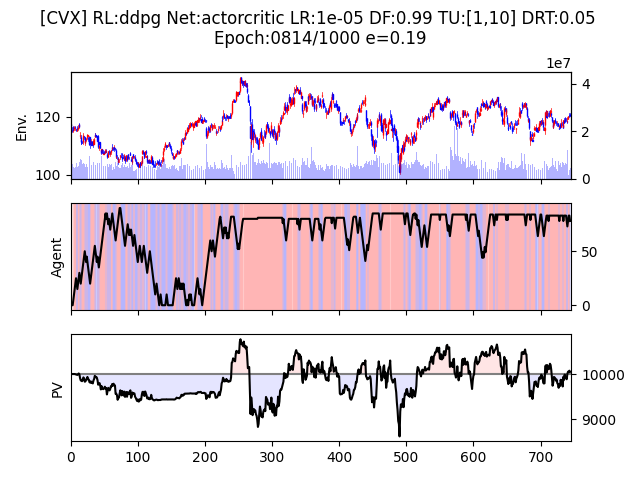 [CVX] RL:ddpg Net:actorcritic LR:1e-05 DF:0.99 TU:[1,10] DRT:0.05
Epoch:0814/1000 e=0.19
1e7
Env.
120
100
4
2
0
Agent
50
0
PV
10000
9000
0 100 200 300 400 500 600 700